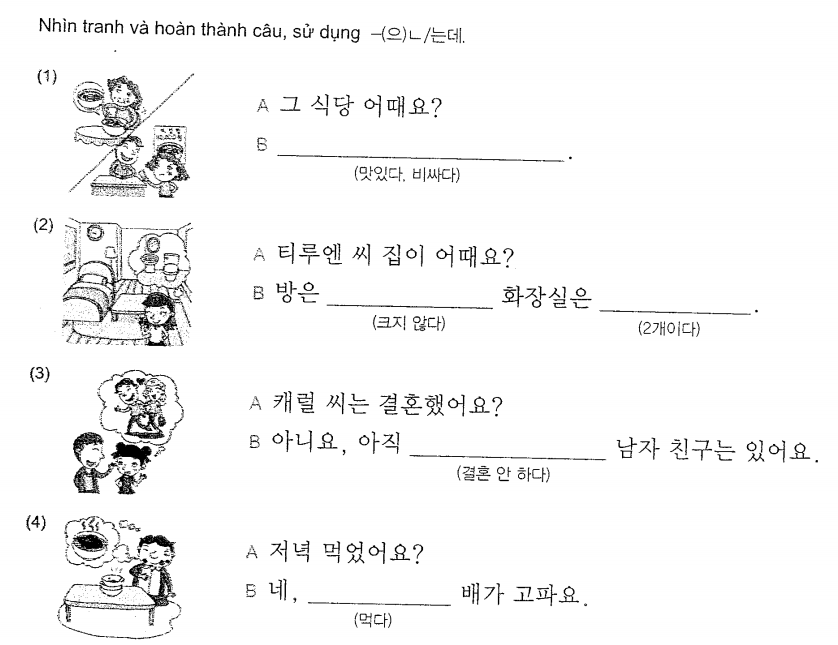 Nhìn tranh và hoàn thành câu, sử dụng -(으)ㄴ/는데.
(1)
A 그 식당 어때요?
B ____________________.
(맛있다, 비싸다)
(2)
A 티루엔 씨 집이 어때요?
B 방은 ____________ 화장실은 ____________.
(크지 않다) (2개이다)
(3)
A 캐럴 씨는 결혼했어요?
B 아니요, 아직 ______________ 남자 친구는 있어요.
(결혼 안 하다)
(4)
A 저녁 먹었어요?
B 네, __________ 배가 고파요.
(먹다)